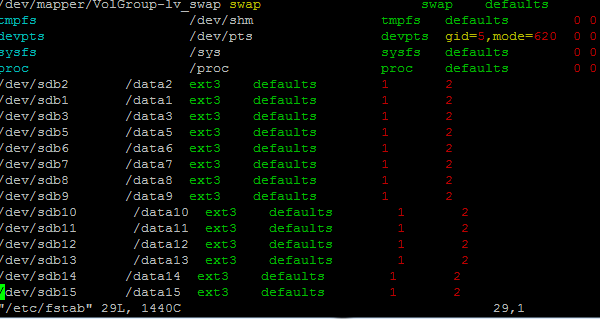 /dev/mapper/VolGroup-lv_swap swap swap defaults
tmpfs /dev/shm tmpfs defaults 0 0
devpts /dev/pts devpts gid=5,mode=620 0 0
sysfs /sys sysfs defaults 0 0
proc /proc proc defaults 0 0
/dev/sdb2 /data2 ext3 defaults 1 2
/dev/sdb1 /data1 ext3 defaults 1 2
/dev/sdb3 /data3 ext3 defaults 1 2
/dev/sdb5 /data5 ext3 defaults 1 2
/dev/sdb6 /data6 ext3 defaults 1 2
/dev/sdb7 /data7 ext3 defaults 1 2
/dev/sdb8 /data8 ext3 defaults 1 2
/dev/sdb9 /data9 ext3 defaults 1 2
/dev/sdb10 /data10 ext3 defaults 1 2
/dev/sdb11 /data11 ext3 defaults 1 2
/dev/sdb12 /data12 ext3 defaults 1 2
/dev/sdb13 /data13 ext3 defaults 1 2
/dev/sdb14 /data14 ext3 defaults 1 2
/dev/sdb15 /data15 ext3 defaults 1 2
"/etc/fstab" 29L, 1440C 29,1